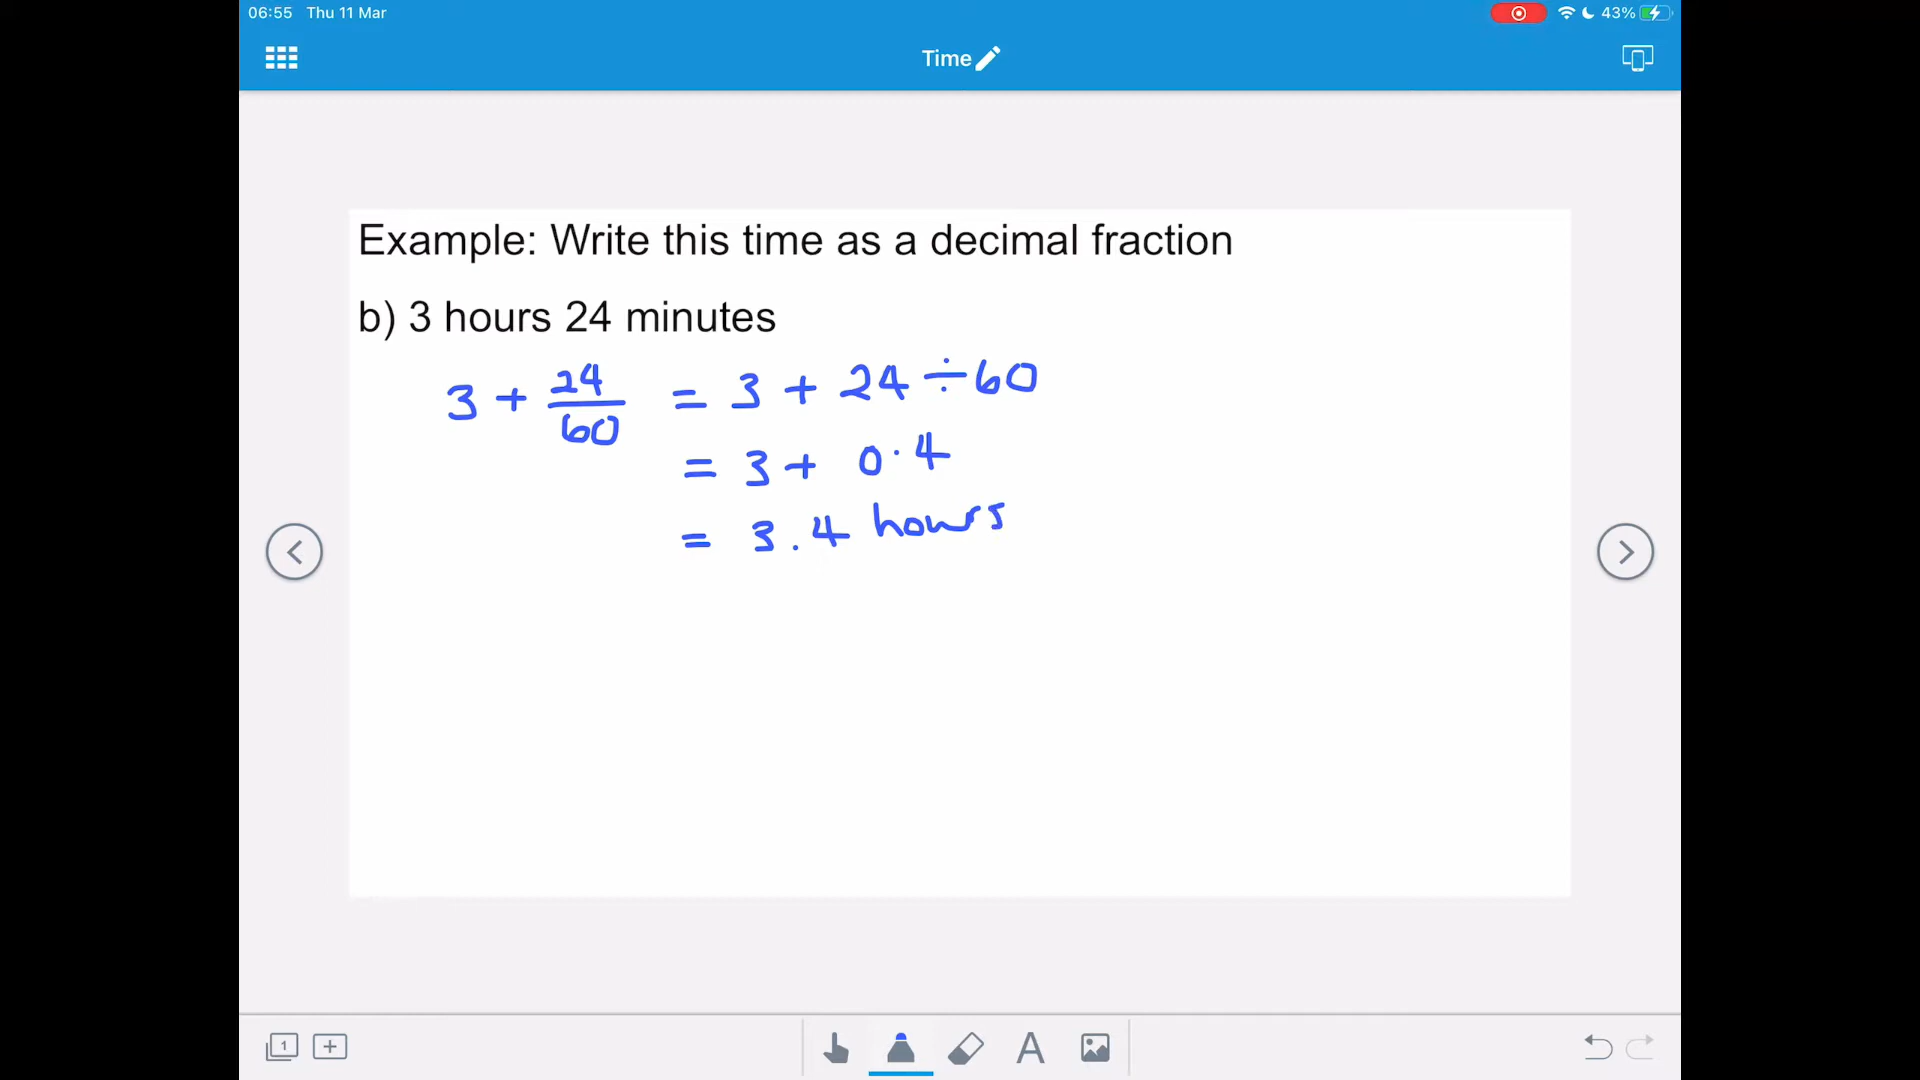 06:55 Thu 11 Mar 43%
Time
Example: Write this time as a decimal fraction
b) 3 hours 24 minutes
3 + 24/60 = 3 + 24 ÷ 60
= 3 + 0.4
= 3.4 hours
1 A